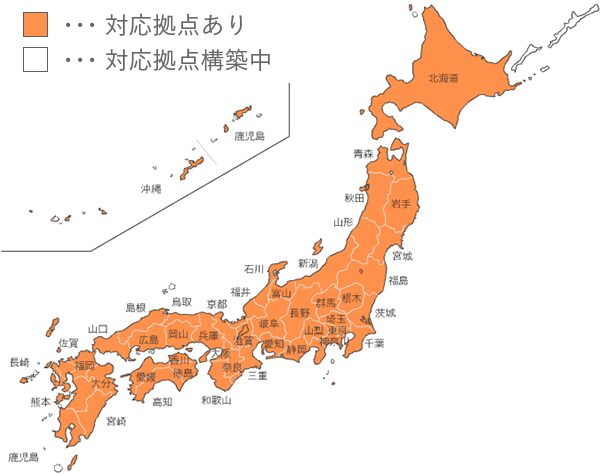 ・・・ 対応拠点あり
・・・ 対応拠点構築中
北海道
鹿児島
沖縄
青森
秋田
岩手
山形
宮城
新潟
福島
石川
富山
福井
群馬
栃木
長野
茨城
埼玉
岐阜
山梨
東京
神奈川
千葉
愛知
静岡
滋賀
京都
鳥取
島根
兵庫
岡山
広島
山口
大阪
奈良
三重
和歌山
香川
徳島
愛媛
高知
佐賀
長崎
福岡
大分
熊本
宮崎
鹿児島